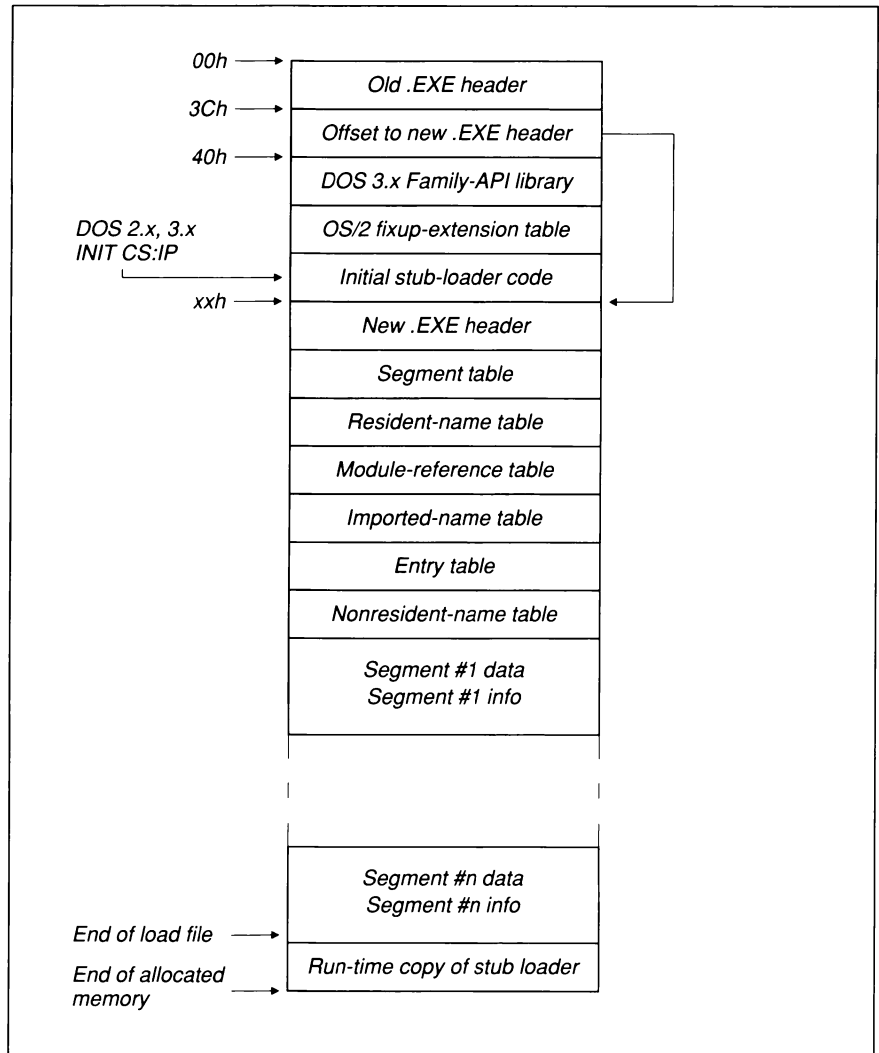 00h
Old .EXE header
3Ch
Offset to new .EXE header
40h
DOS 3.x Family-API library
DOS 2.x, 3.x
INIT CS:IP
OS/2 fixup-extension table
Initial stub-loader code
xxh
New .EXE header
Segment table
Resident-name table
Module-reference table
Imported-name table
Entry table
Nonresident-name table
Segment #1 data
Segment #1 info
Segment #n data
Segment #n info
End of load file
Run-time copy of stub loader
End of allocated
memory